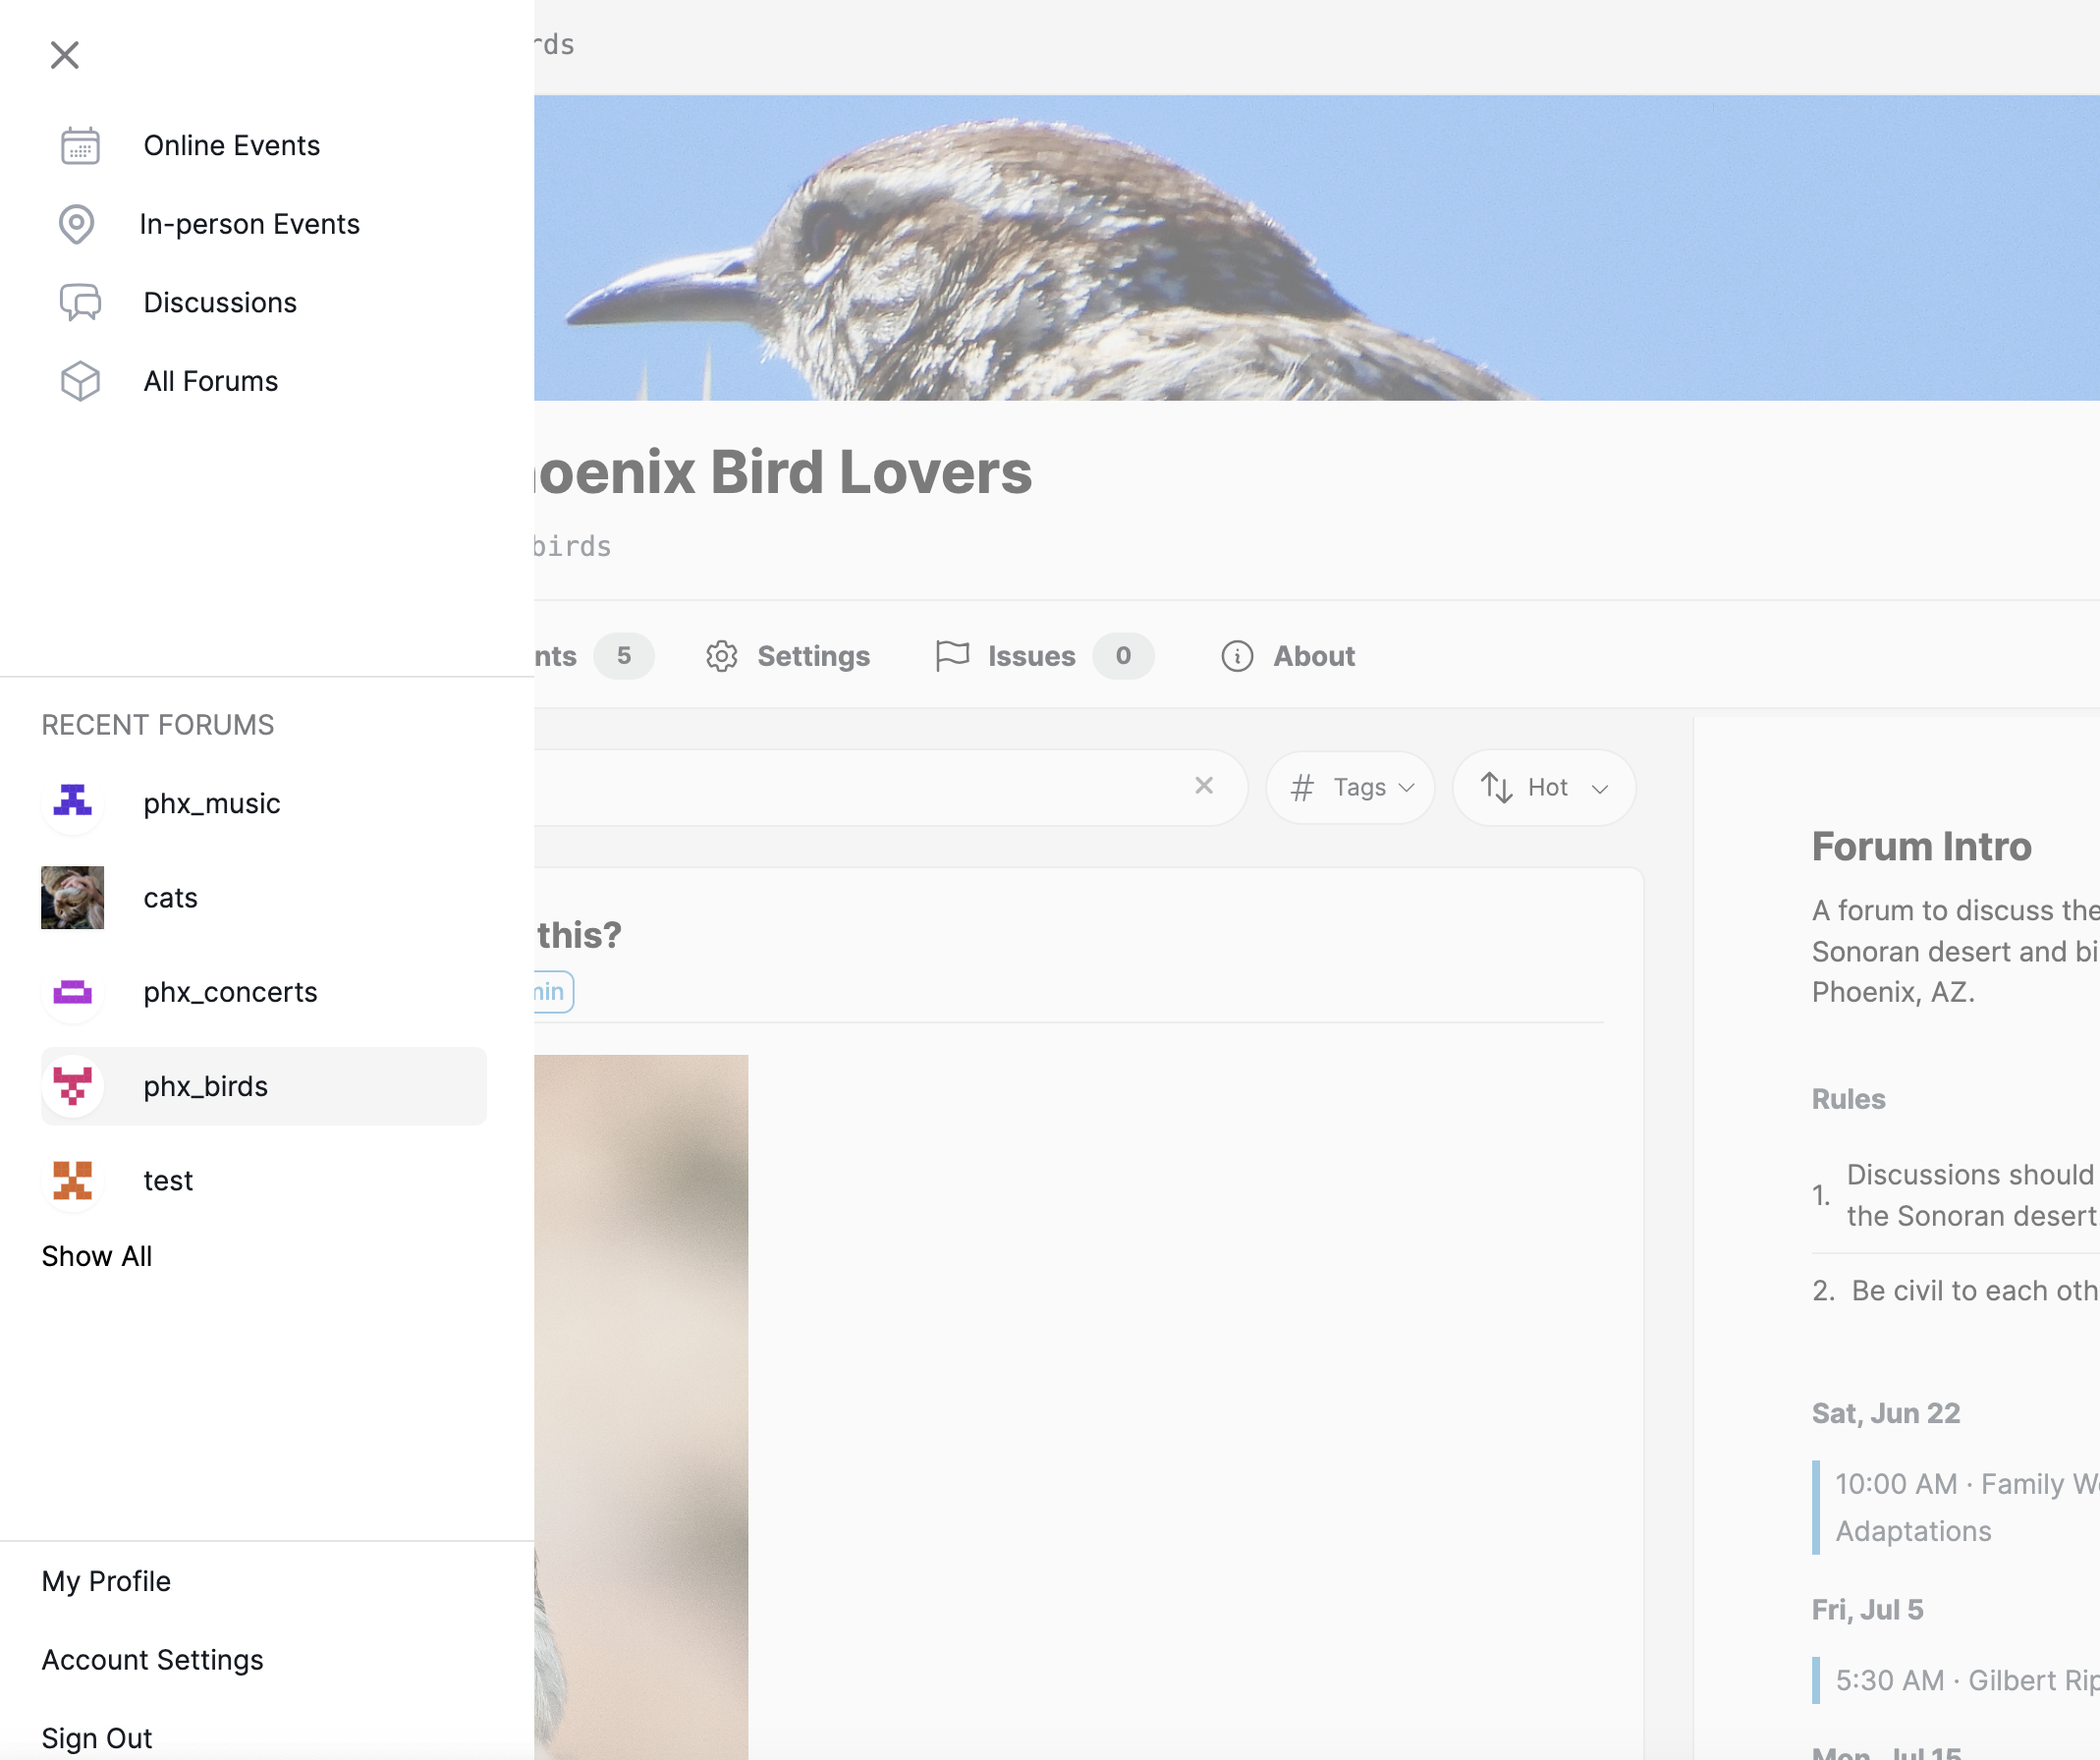 Online Events
In-person Events
Discussions
All Forums
RECENT FORUMS
phx_music
cats
phx_concerts
phx_birds
test
Show All
My Profile
Account Settings
Sign Out
rds
oenix Bird Lovers
birds
nts 5
Settings
Issues 0
About
# Tags
Hot
this?
min
Forum Intro
A forum to discuss the
Sonoran desert and bi
Phoenix, AZ.
Rules
1. Discussions should
the Sonoran desert
2. Be civil to each oth
Sat, Jun 22
10:00 AM · Family W
Adaptations
Fri, Jul 5
5:30 AM · Gilbert Rip
Mon, Jul 15